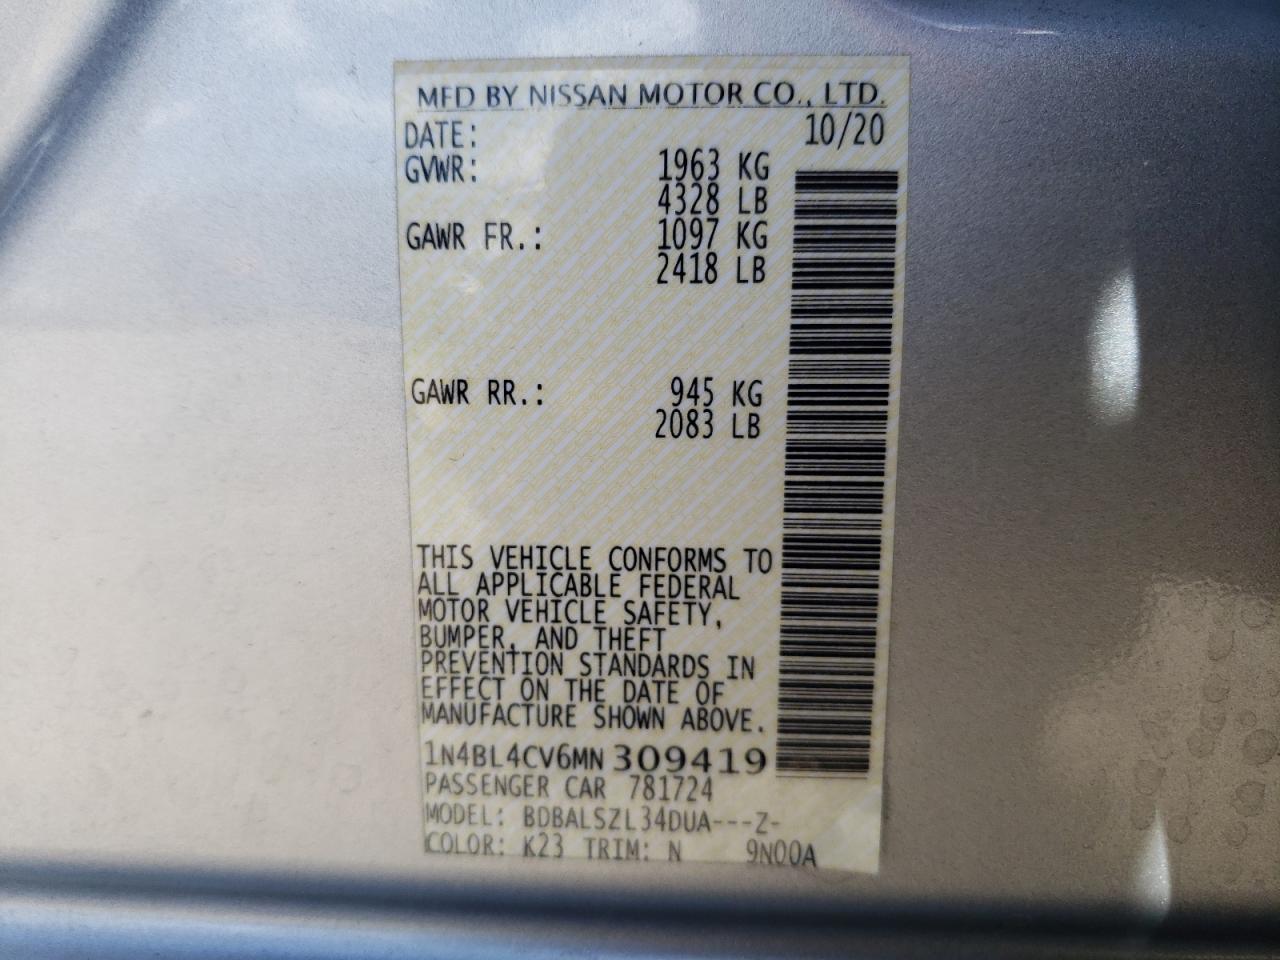 MFD BY NISSAN MOTOR CO., LTD.
DATE: 10/20
GVWR: 1963 KG
4328 LB
GAWR FR.: 1097 KG
2418 LB
GAWR RR.: 945 KG
2083 LB
THIS VEHICLE CONFORMS TO
ALL APPLICABLE FEDERAL
MOTOR VEHICLE SAFETY,
BUMPER, AND THEFT
PREVENTION STANDARDS IN
EFFECT ON THE DATE OF
MANUFACTURE SHOWN ABOVE.
1N4BL4CV6MN 309419
PASSENGER CAR 781724
MODEL: BDBALSZL34DUA---Z-
COLOR: K23 TRIM: N 9N00A